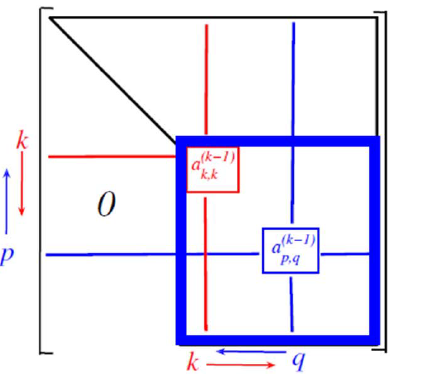 k
a_{k,k}^{(k-1)}
0
p
a_{p,q}^{(k-1)}
k
q